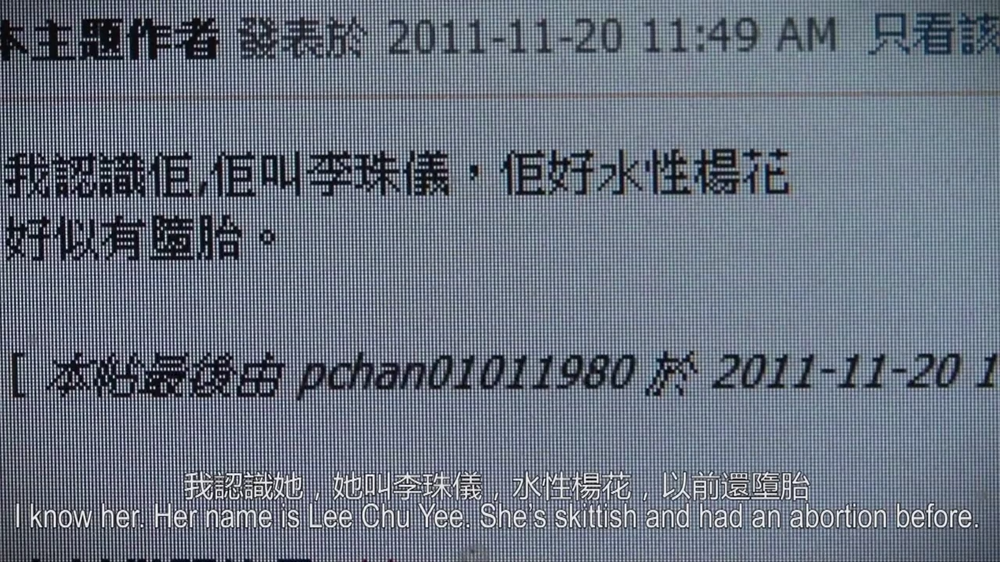 本主題作者 發表於 2011-11-20 11:49 AM 只看該
我認識佢,佢叫李珠儀，佢好水性楊花
好似有墮胎。
[ 本帖最後由 pchan01011980 於 2011-11-20 1
我認識她，她叫李珠儀，水性楊花，以前還墮胎
I know her. Her name is Lee Chu Yee. She's skittish and had an abortion before.